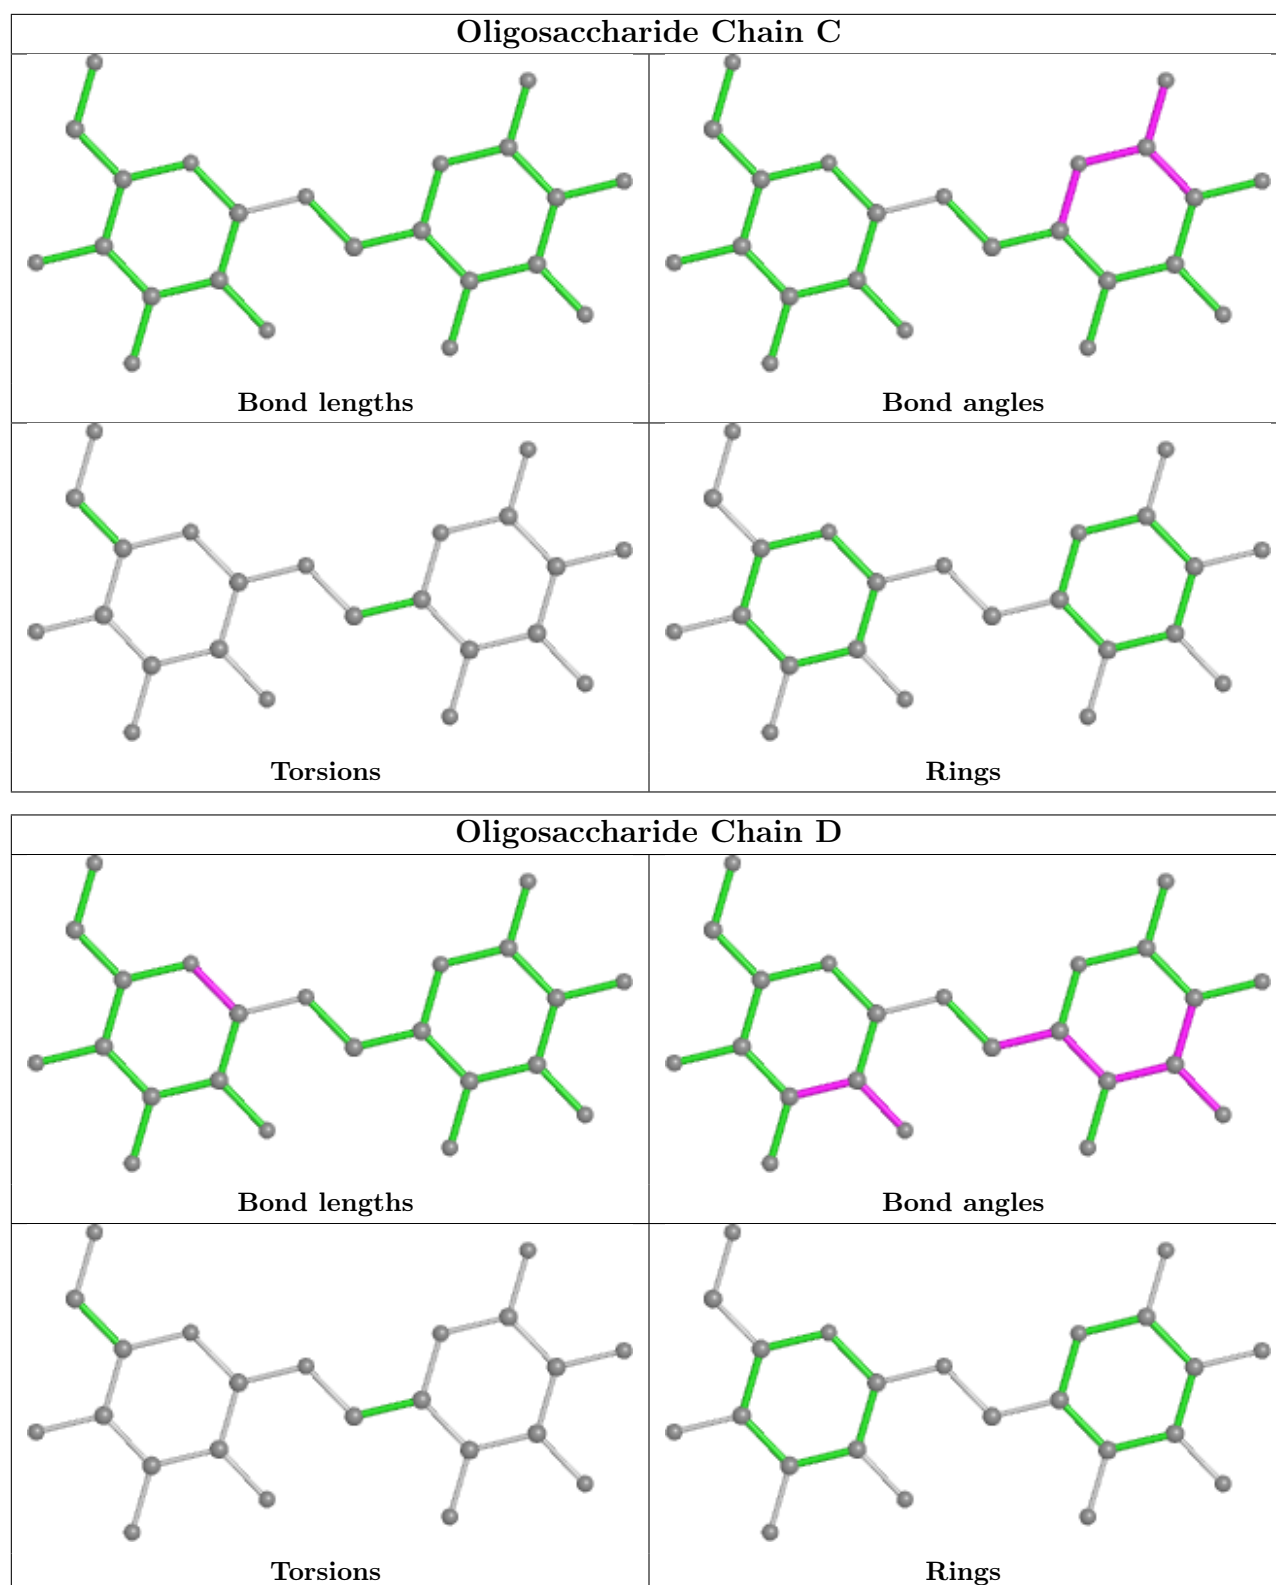 Oligosaccharide Chain C
Bond lengths
Bond angles
Torsions
Rings
Oligosaccharide Chain D
Bond lengths
Bond angles
Torsions
Rings